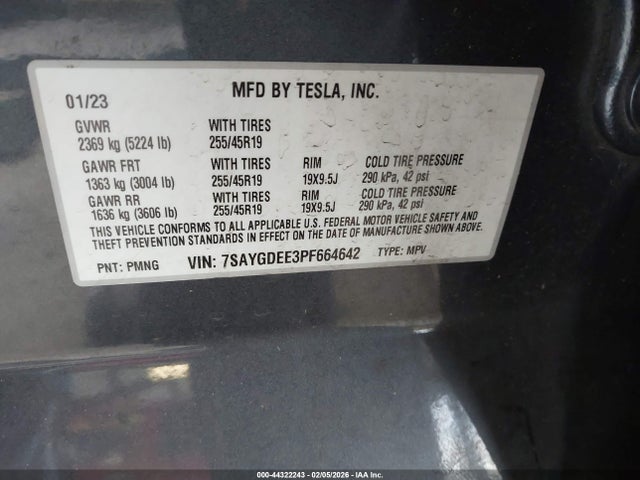 01/23 MFD BY TESLA, INC.
GVWR WITH TIRES
2369 kg (5224 lb) 255/45R19
GAWR FRT WITH TIRES RIM COLD TIRE PRESSURE
1363 kg (3004 lb) 255/45R19 19X9.5J 290 kPa, 42 psi
GAWR RR WITH TIRES RIM COLD TIRE PRESSURE
1636 kg (3606 lb) 255/45R19 19X9.5J 290 kPa, 42 psi
THIS VEHICLE CONFORMS TO ALL APPLICABLE U.S. FEDERAL MOTOR VEHICLE SAFETY AND
THEFT PREVENTION STANDARDS IN EFFECT ON THE DATE OF MANUFACTURE SHOWN ABOVE.
PNT: PMNG VIN: 7SAYGDEE3PF664642 TYPE: MPV
000-44322243 - 02/05/2026 - IAA Inc.